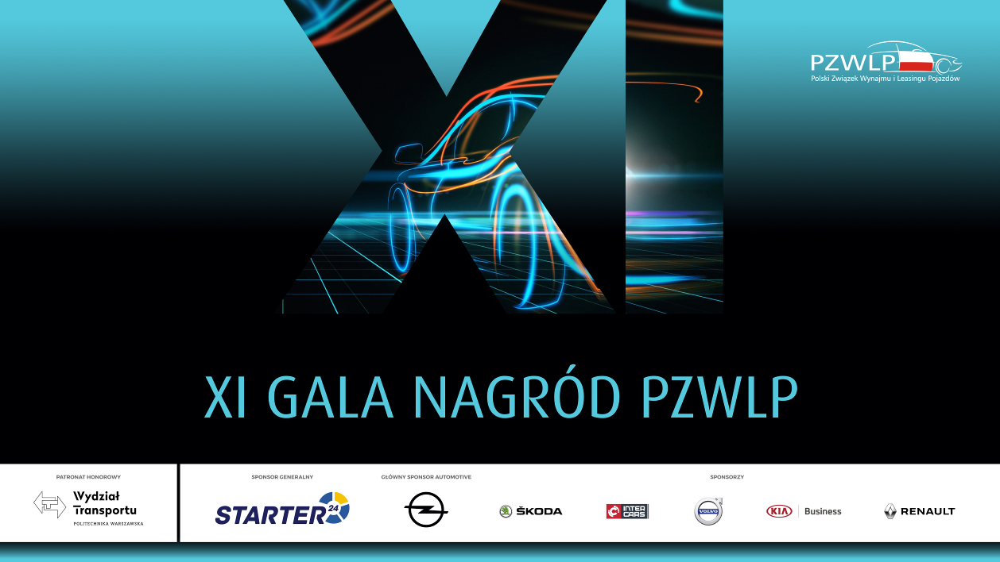 XI
PZWLP
Polski Związek Wynajmu i Leasingu Pojazdów
XI GALA NAGRÓD PZWLP
PATRONAT HONOROWY
Wydział
Transportu
POLITECHNIKA WARSZAWSKA
SPONSOR GENERALNY
STARTER24
GŁÓWNY SPONSOR AUTOMOTIVE
SPONSORZY
ŠKODA
INTER
CARS
VOLVO
KIA Business
RENAULT